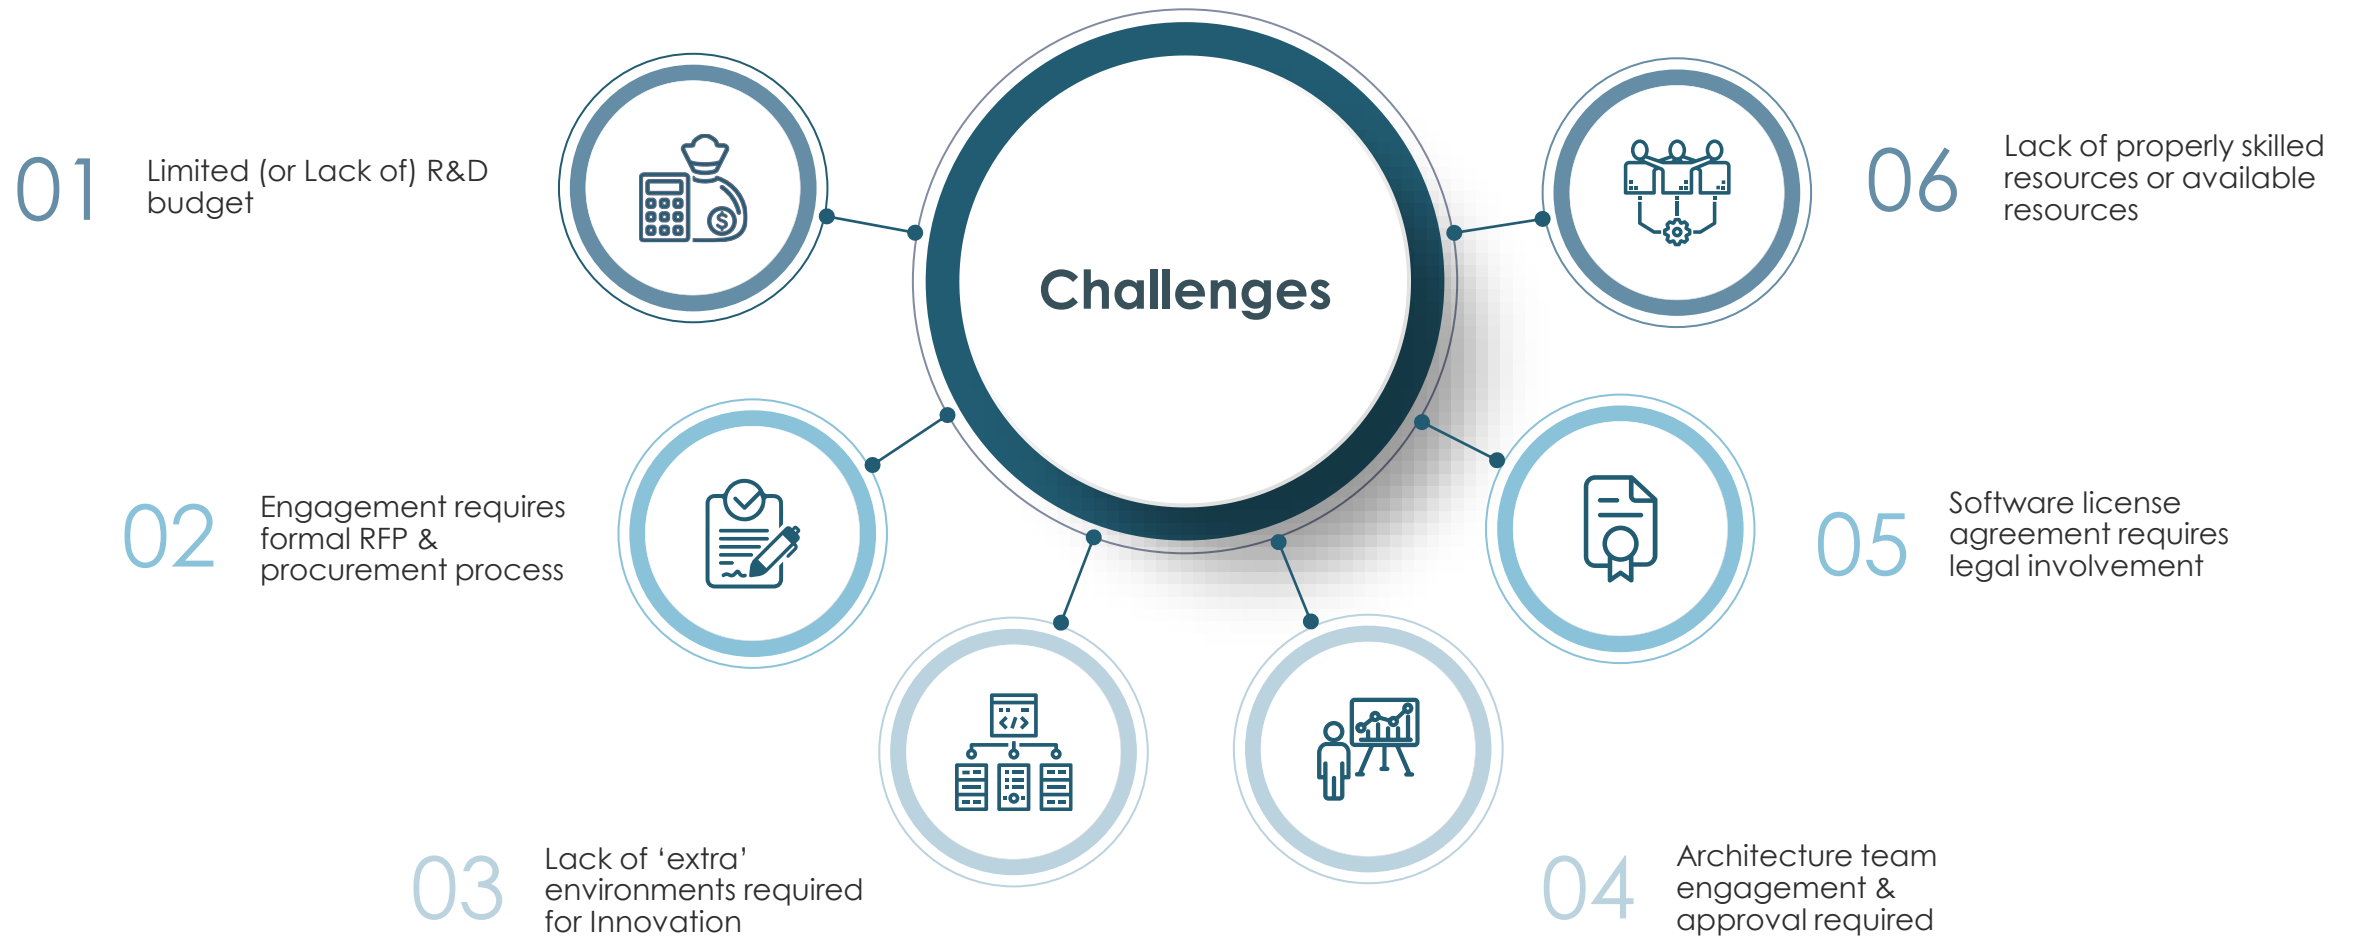 Challenges
01
Limited (or Lack of) R&D
budget
02
Engagement requires
formal RFP &
procurement process
03
Lack of ‘extra’
environments required
for Innovation
04
Architecture team
engagement &
approval required
05
Software license
agreement requires
legal involvement
06
Lack of properly skilled
resources or available
resources